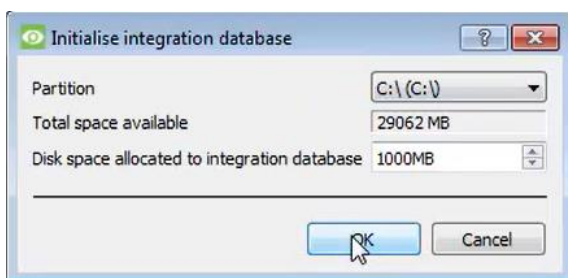 Initialise integration database
Partition C:\ (C:\)
Total space available 29062 MB
Disk space allocated to integration database 1000MB
OK Cancel